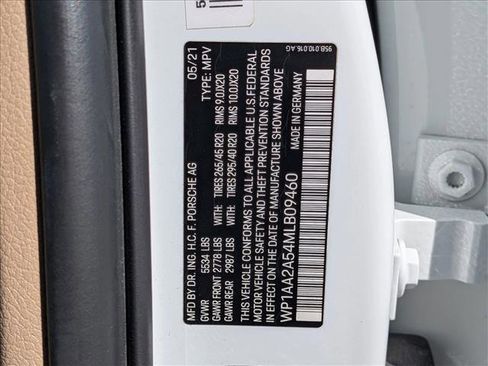 95B.010.016.AG
MFD BY DR. ING. H.C. F. PORSCHE AG 05/21
GVWR 5534 LBS TYPE: MPV
GAWR FRONT 2778 LBS WITH: TIRES 265/45 R20 RIMS 9.0JX20
GAWR REAR 2987 LBS WITH: TIRES 295/40 R20 RIMS 10.0JX20
THIS VEHICLE CONFORMS TO ALL APPLICABLE U.S.FEDERAL
MOTOR VEHICLE SAFETY AND THEFT PREVENTION STANDARDS
IN EFFECT ON THE DATE OF MANUFACTURE SHOWN ABOVE
WP1AA2A54MLB09460 MADE IN GERMANY